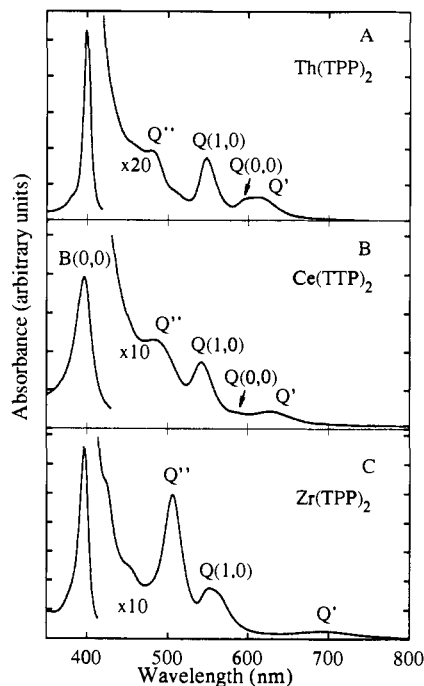 A
Th(TPP)2
Q''
Q(1,0)
x20
Q(0,0)
Q'
B
B(0,0)
Ce(TTP)2
Q''
Q(1,0)
x10
Q(0,0)
Q'
C
Zr(TPP)2
Q''
Q(1,0)
x10
Q'
Absorbance (arbitrary units)
400 500 600 700 800
Wavelength (nm)